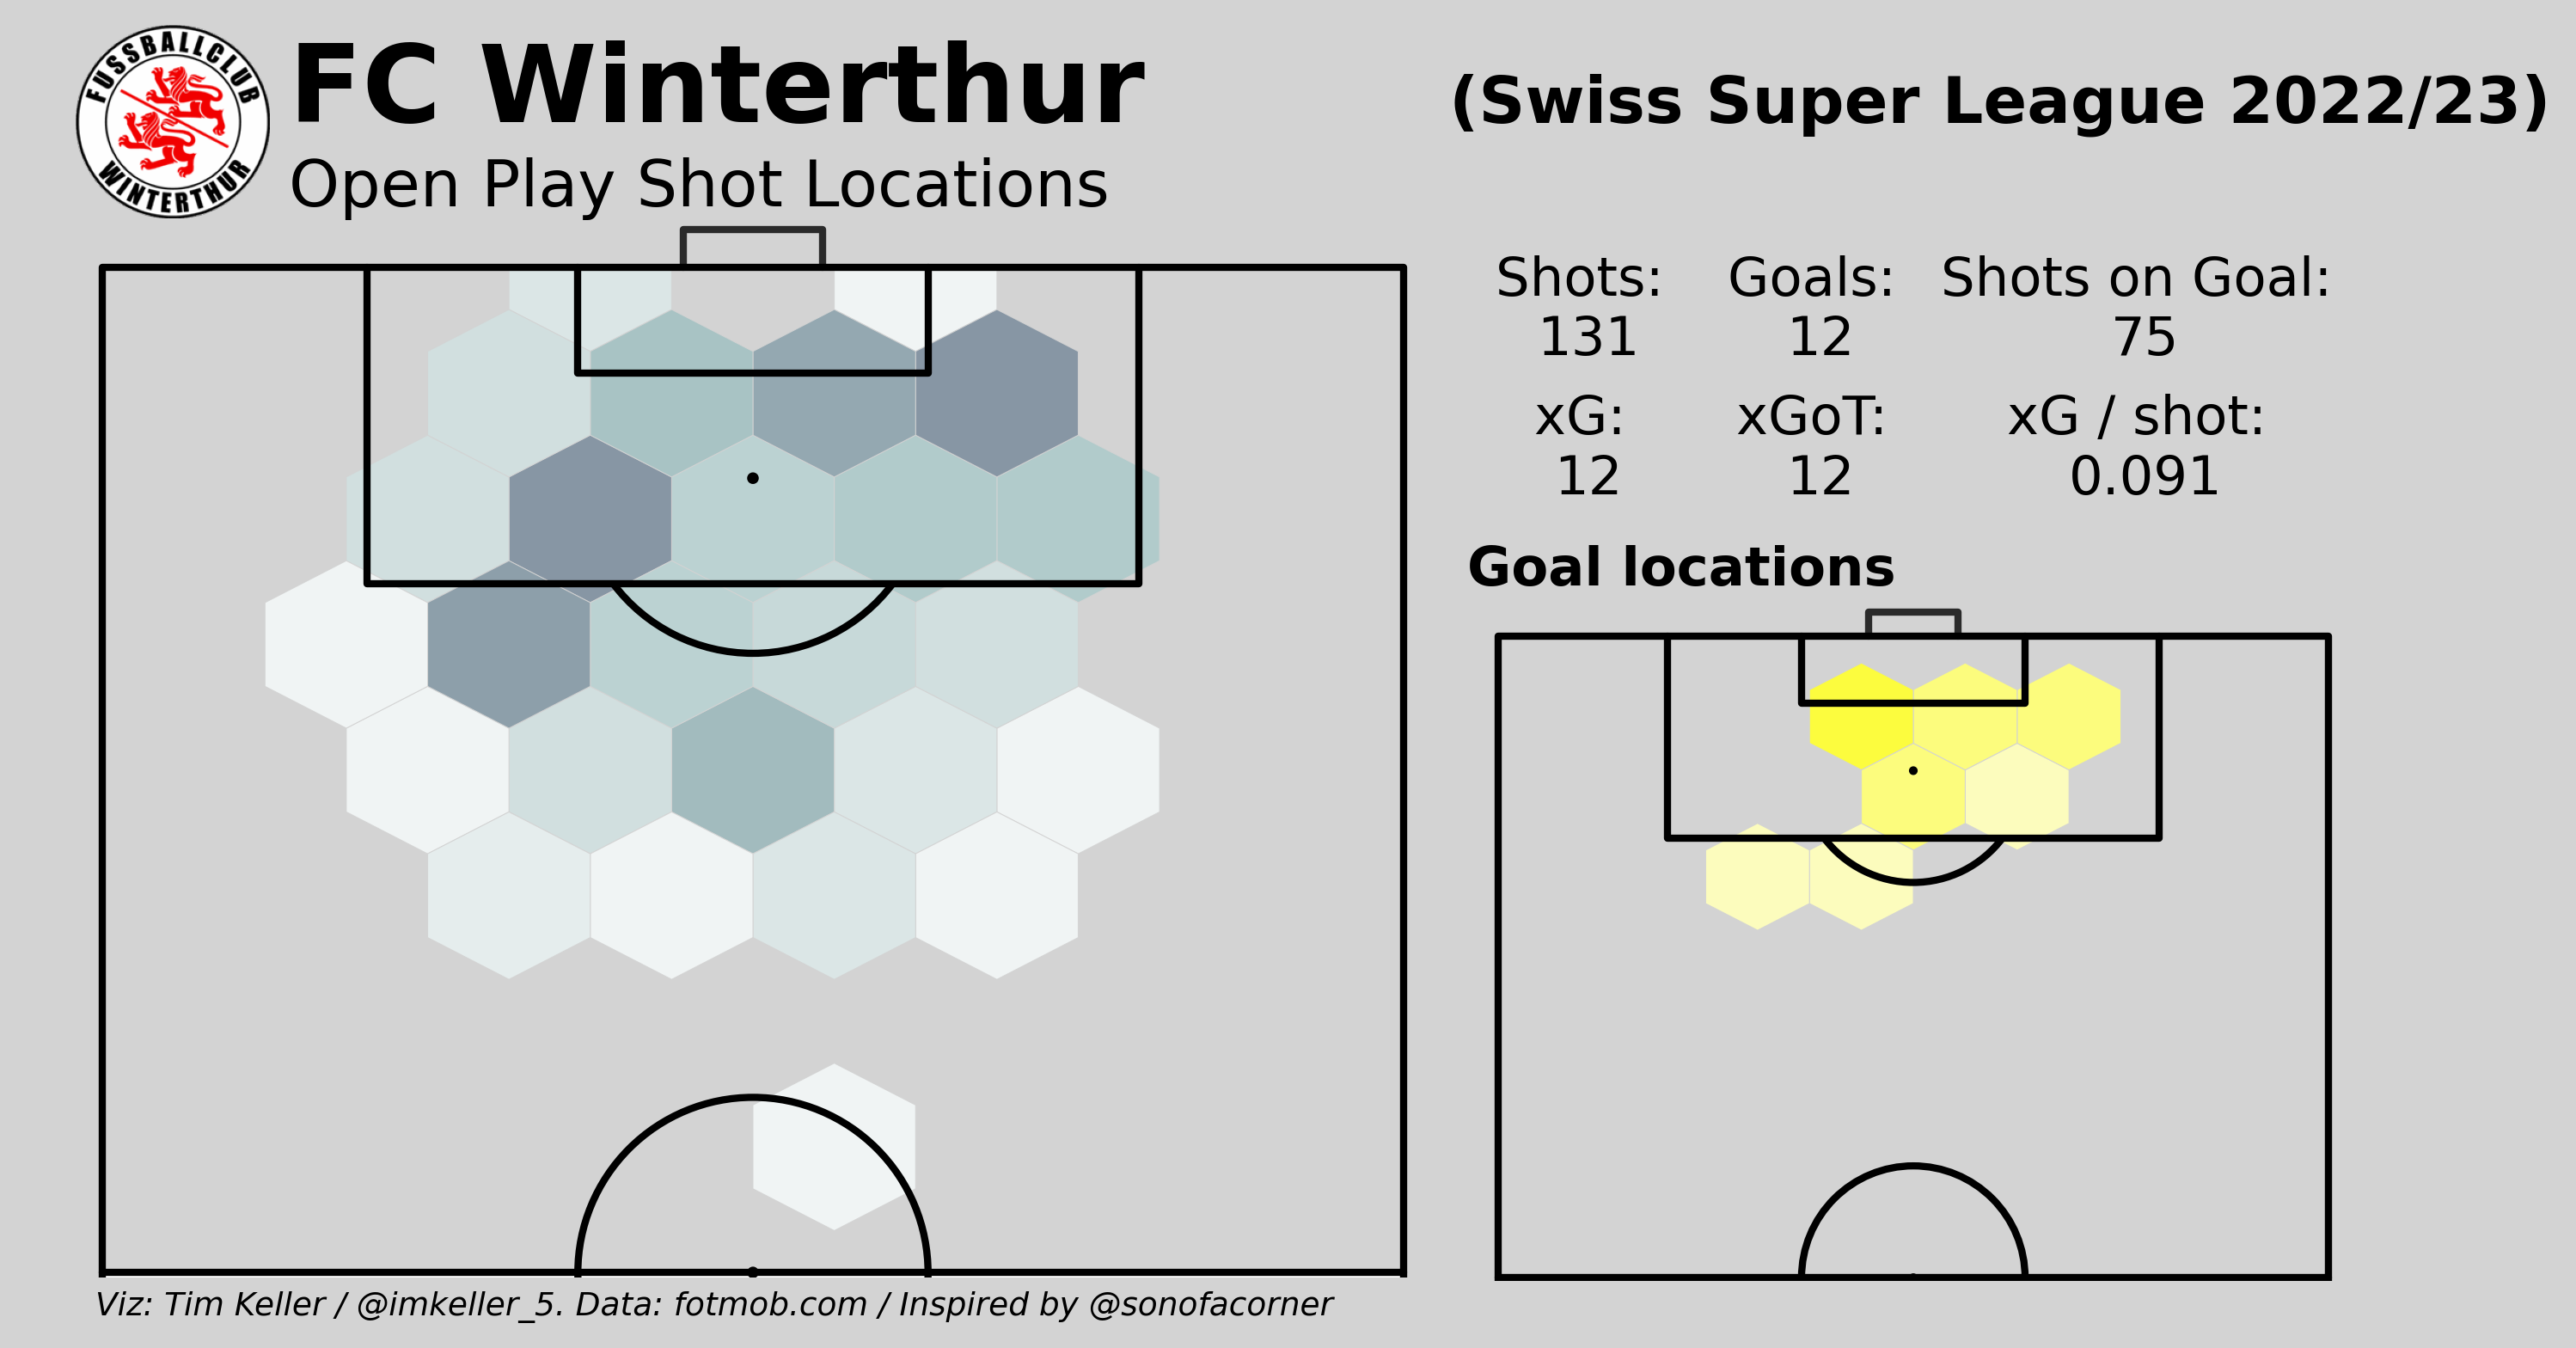 FUSSBALLCLUB
WINTERTHUR
FC Winterthur
(Swiss Super League 2022/23)
Open Play Shot Locations
Shots: Goals: Shots on Goal:
131 12 75
xG: xGoT: xG / shot:
12 12 0.091
Goal locations
Viz: Tim Keller / @imkeller_5. Data: fotmob.com / Inspired by @sonofacorner